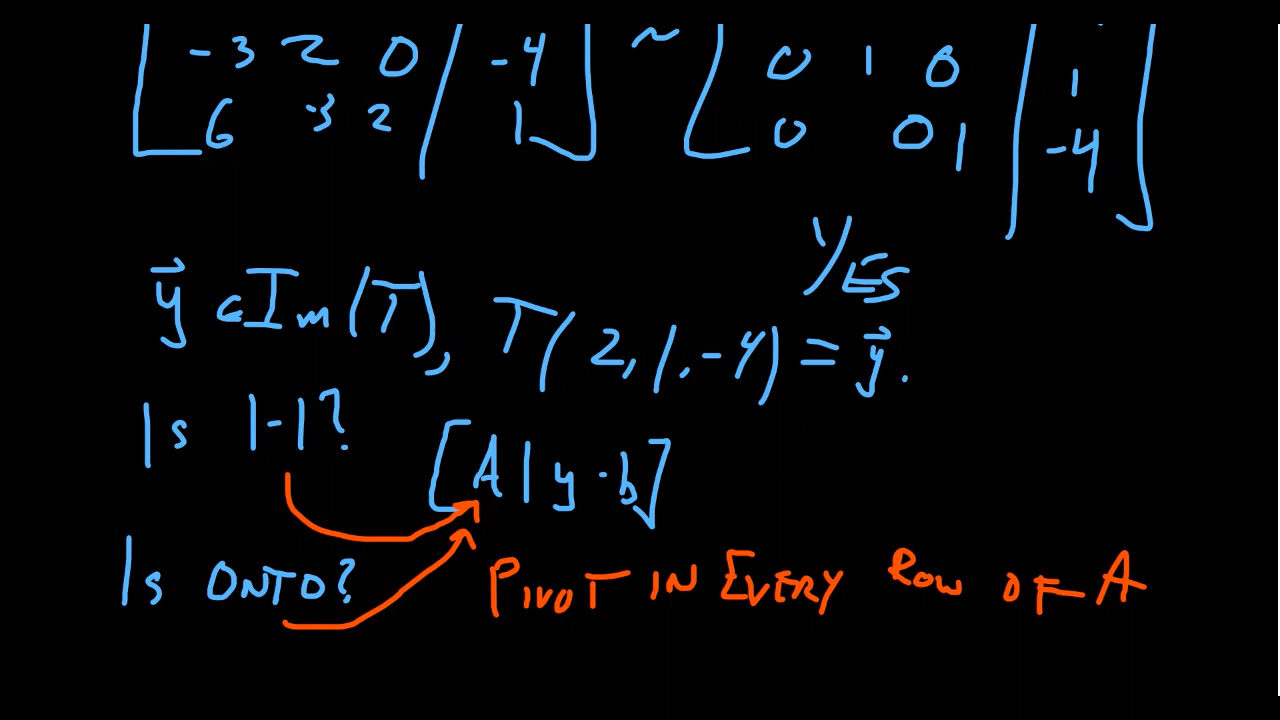 -3 2 0 | -4 ~ 0 1 0 | 1
6 -3 2 | 1 0 0 1 | -4
YES
y⃗ ∈ Im(T), T(2,1,-4) = y⃗.
Is 1-1?
[A | y - b]
Is ONTO?
PIVOT IN EVERY ROW OF A